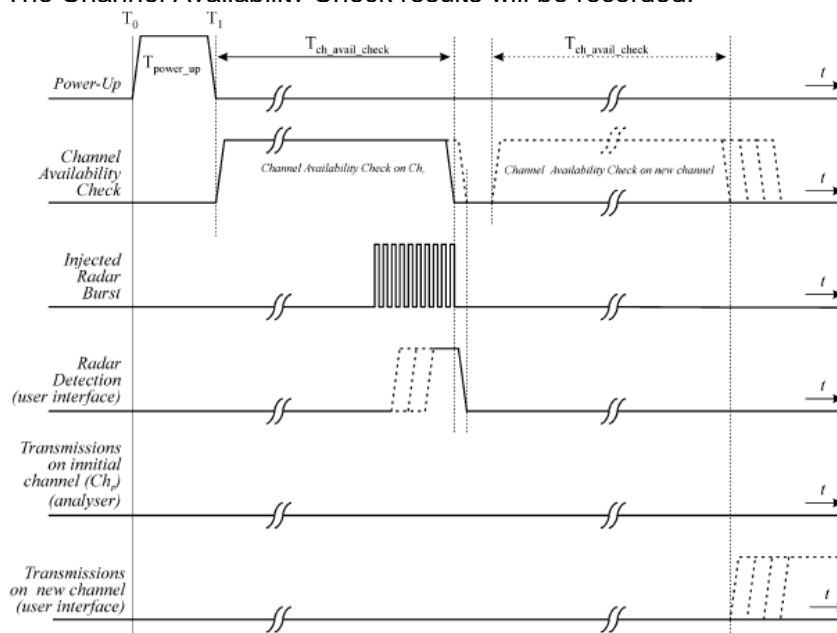 The Channel Availability Check results will be recorded.
T0 T1
Tch_avail_check Tch_avail_check
Tpower_up
Power-Up
t
Channel
Availability
Check
Channel Availability Check on Chr
Channel Availability Check on new channel
t
Injected
Radar
Burst
t
Radar
Detection
(user interface)
t
Transmissions
on innitial
channel (Chr)
(analyser)
t
Transmissions
on new channel
(user interface)
t